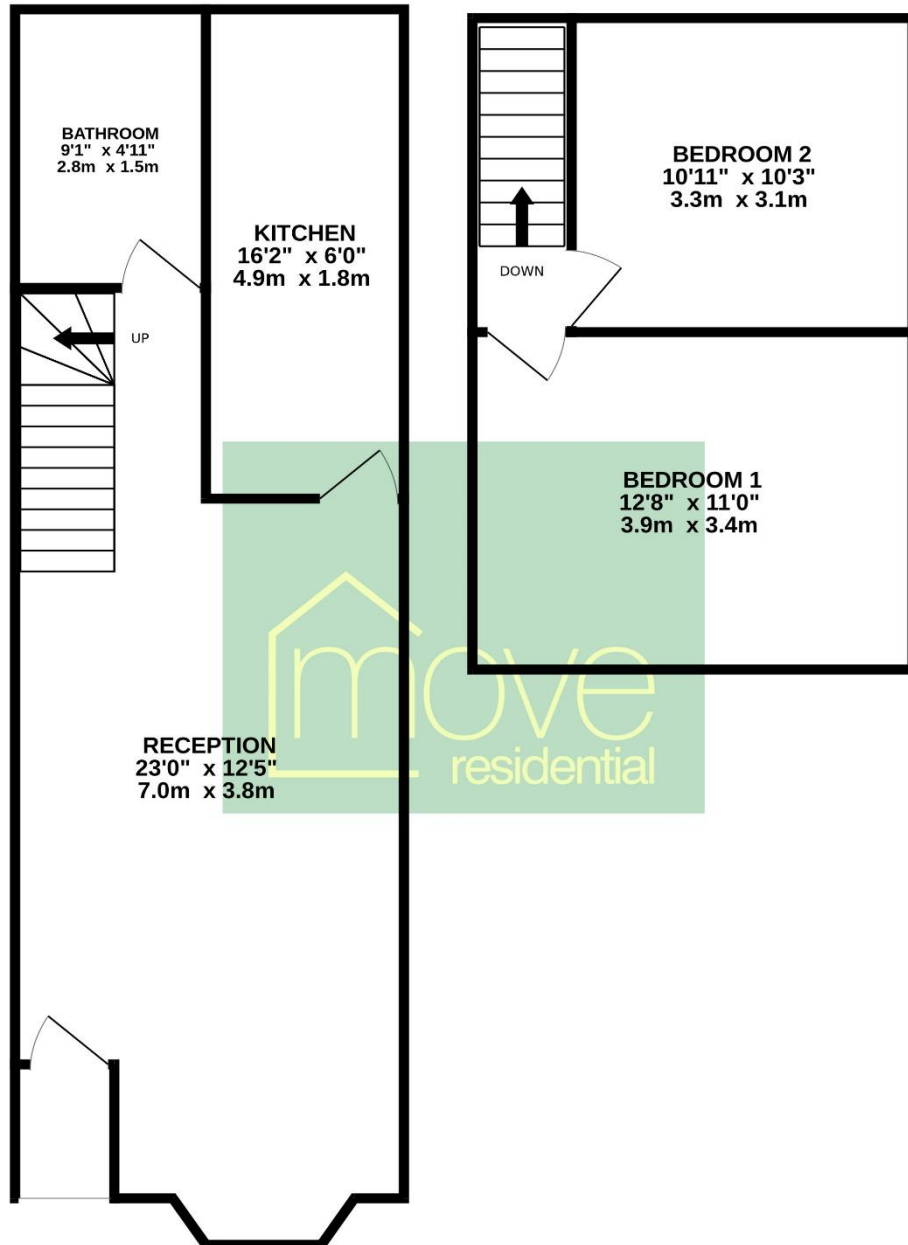 BATHROOM
9'1" x 4'11"
2.8m x 1.5m
KITCHEN
16'2" x 6'0"
4.9m x 1.8m
UP
RECEPTION
23'0" x 12'5"
7.0m x 3.8m
BEDROOM 2
10'11" x 10'3"
3.3m x 3.1m
DOWN
BEDROOM 1
12'8" x 11'0"
3.9m x 3.4m
move
residential